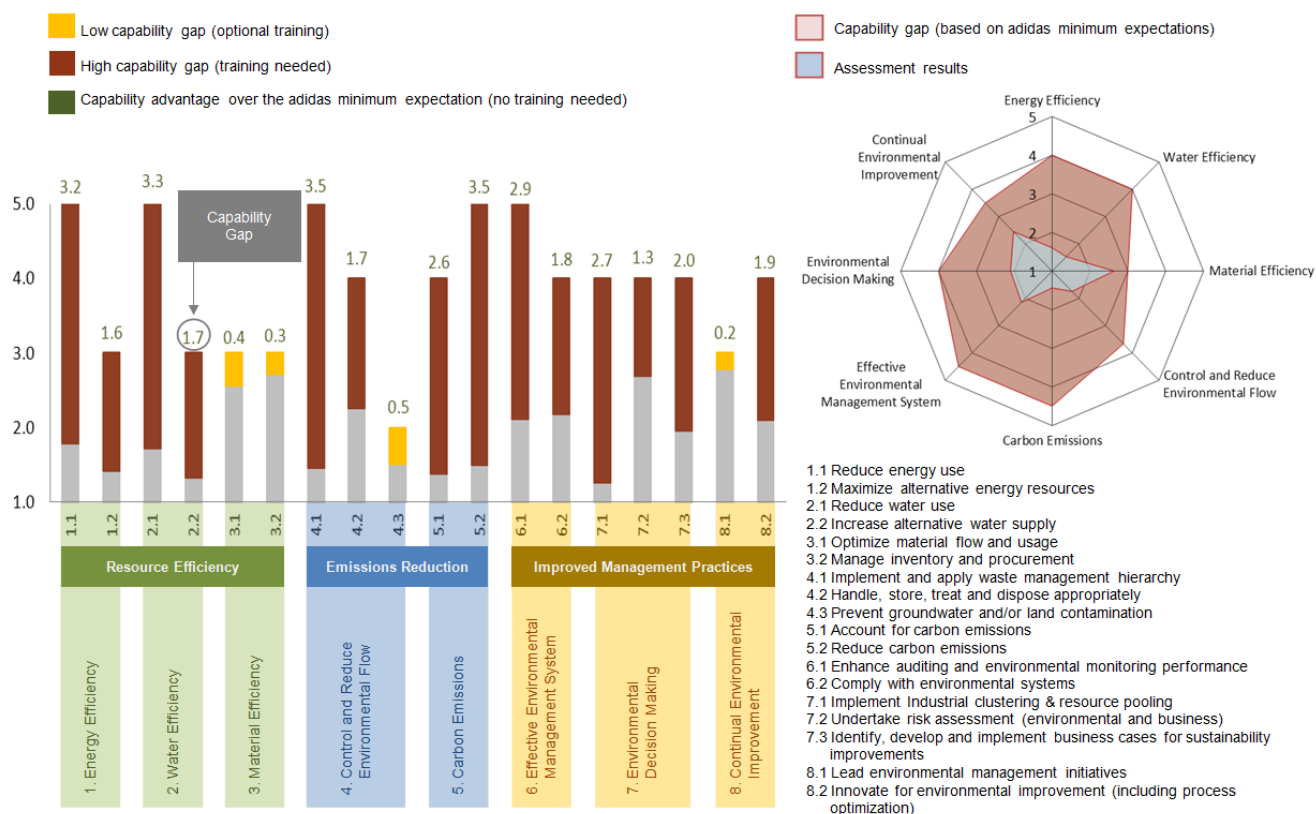 Low capability gap (optional training)
High capability gap (training needed)
Capability advantage over the adidas minimum expectation (no training needed)
Capability gap (based on adidas minimum expectations)
Assessment results
5.0
4.0
3.0
2.0
1.0
3.2
1.6
3.3
1.7
0.4
0.3
3.5
1.7
0.5
2.6
3.5
2.9
1.8
2.7
1.3
2.0
0.2
1.9
Capability
Gap
1.1
1.2
2.1
2.2
3.1
3.2
4.1
4.2
4.3
5.1
5.2
6.1
6.2
7.1
7.2
7.3
8.1
8.2
Resource Efficiency
Emissions Reduction
Improved Management Practices
1. Energy Efficiency
2. Water Efficiency
3. Material Efficiency
4. Control and Reduce
Environmental Flow
5. Carbon Emissions
6. Effective Environmental
Management System
7. Environmental
Decision Making
8. Continual Environmental
Improvement
Energy Efficiency
Water Efficiency
Material Efficiency
Control and Reduce
Environmental Flow
Carbon Emissions
Effective
Environmental
Management System
Environmental
Decision Making
Continual
Environmental
Improvement
5
4
3
2
1
1.1 Reduce energy use
1.2 Maximize alternative energy resources
2.1 Reduce water use
2.2 Increase alternative water supply
3.1 Optimize material flow and usage
3.2 Manage inventory and procurement
4.1 Implement and apply waste management hierarchy
4.2 Handle, store, treat and dispose appropriately
4.3 Prevent groundwater and/or land contamination
5.1 Account for carbon emissions
5.2 Reduce carbon emissions
6.1 Enhance auditing and environmental monitoring performance
6.2 Comply with environmental systems
7.1 Implement Industrial clustering & resource pooling
7.2 Undertake risk assessment (environmental and business)
7.3 Identify, develop and implement business cases for sustainability
improvements
8.1 Lead environmental management initiatives
8.2 Innovate for environmental improvement (including process
optimization)